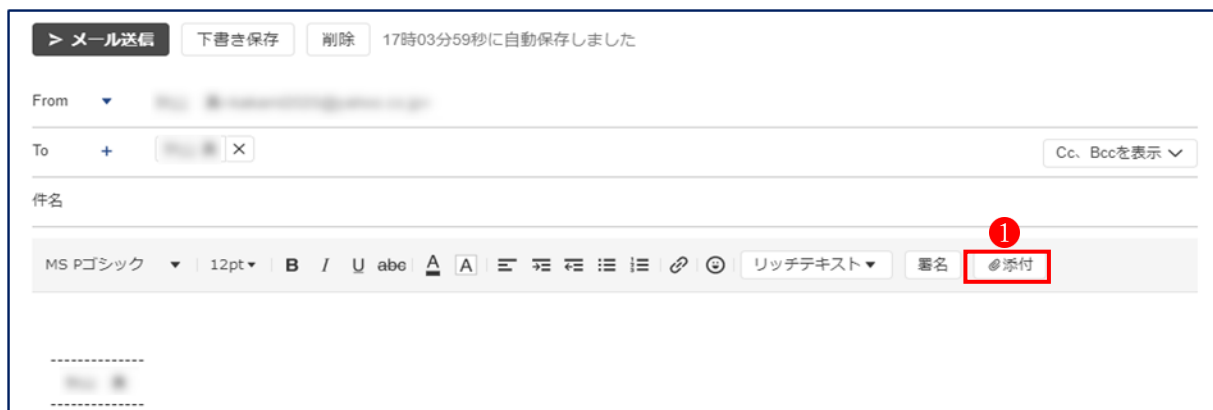 > メール送信 下書き保存 削除 17時03分59秒に自動保存しました
From
To + ×
Cc、Bccを表示
件名
1
MS Pゴシック 12pt B I U abc A A リッチテキスト 署名 添付
--------------
--------------